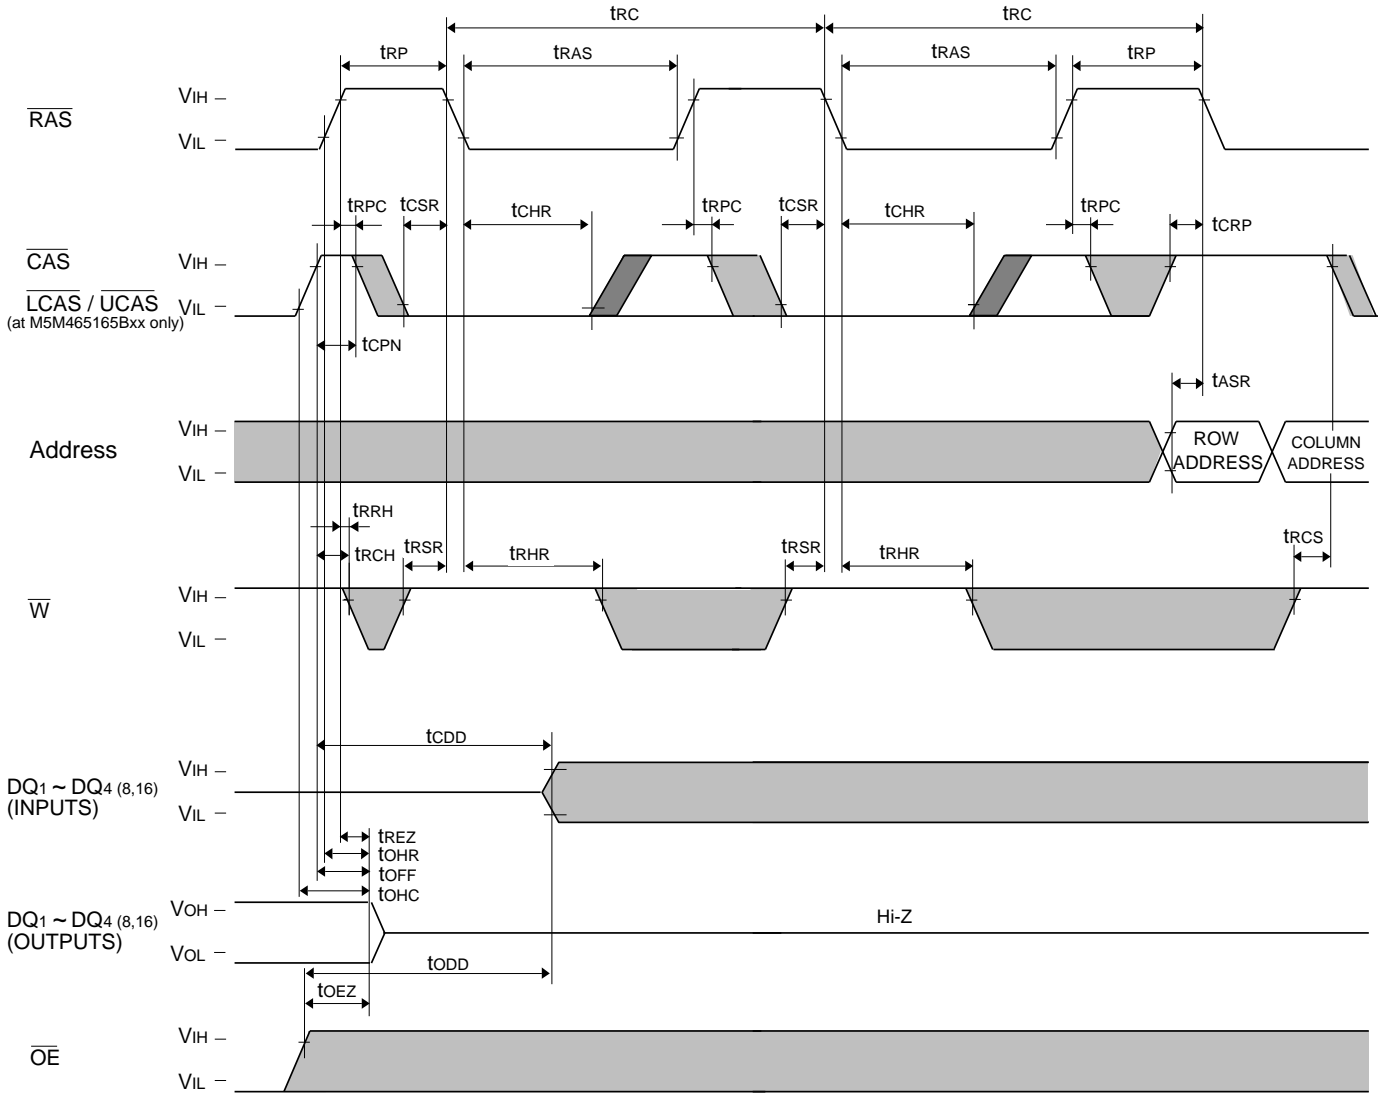 tRC tRC
tRP tRAS tRAS tRP
RAS VIH
VIL
tRPC tCSR tCHR tRPC tCSR tCHR tRPC tCRP
CAS VIH
LCAS / UCAS VIL
(at M5M465165Bxx only)
tCPN
tASR
Address VIH
VIL
ROW ADDRESS
COLUMN ADDRESS
tRRH
tRCH tRSR tRHR tRSR tRHR tRCS
W VIH
VIL
tCDD
DQ1 ~ DQ4 (8,16) VIH
(INPUTS) VIL
tREZ
tOHR
tOFF
tOHC
DQ1 ~ DQ4 (8,16) VOH
(OUTPUTS) VOL
Hi-Z
tODD
tOEZ
OE VIH
VIL